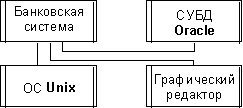 Банковская
система
СУБД
Oracle
ОС Unix
Графический
редактор